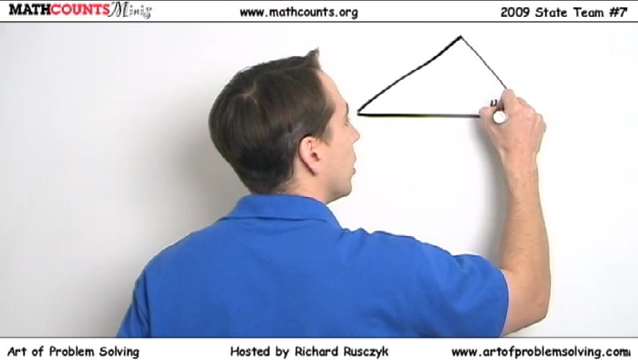 MATHCOUNTS Mini www.mathcounts.org 2009 State Team #7
Art of Problem Solving Hosted by Richard Rusczyk www.artofproblemsolving.com